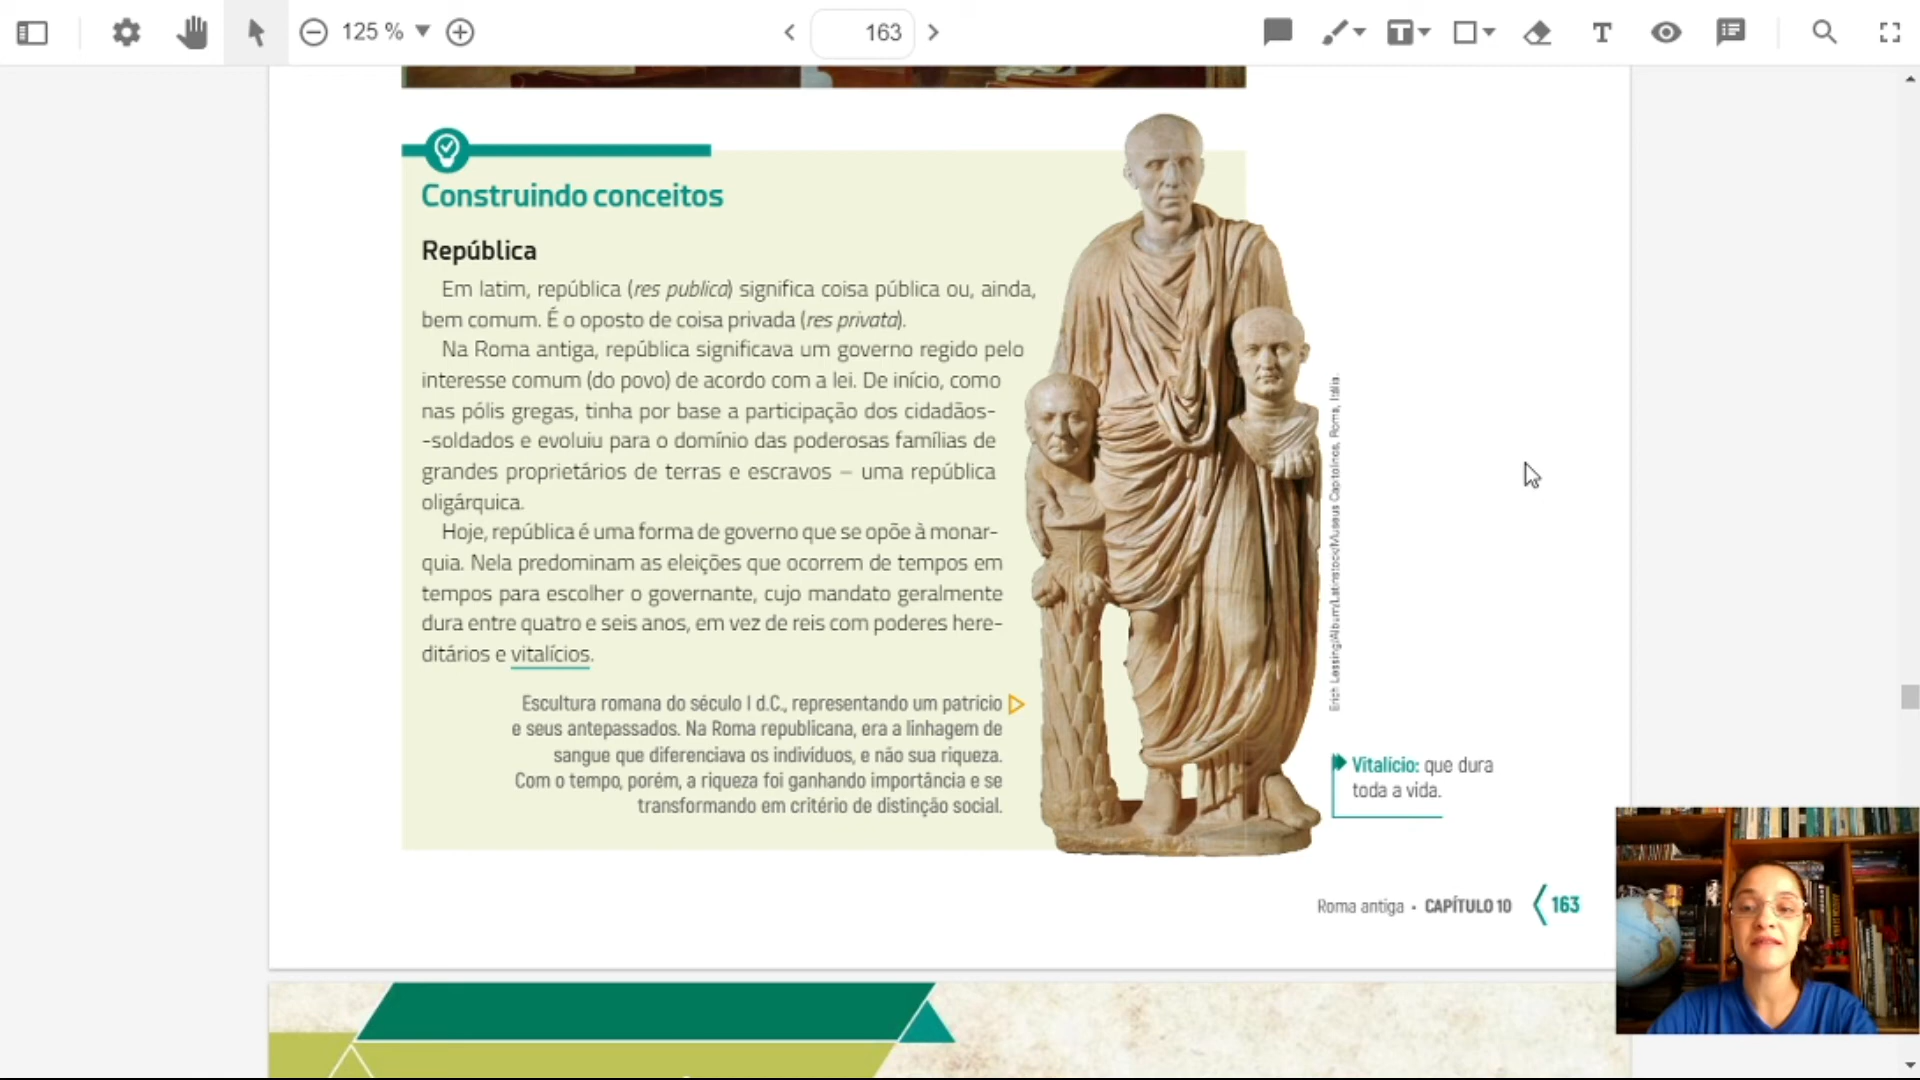 125 %
163
Construindo conceitos
República
Em latim, república (res publica) significa coisa pública ou, ainda,
bem comum. É o oposto de coisa privada (res privata).
Na Roma antiga, república significava um governo regido pelo
interesse comum (do povo) de acordo com a lei. De início, como
nas pólis gregas, tinha por base a participação dos cidadãos-
-soldados e evoluiu para o domínio das poderosas famílias de
grandes proprietários de terras e escravos – uma república
oligárquica.
Hoje, república é uma forma de governo que se opõe à monar-
quia. Nela predominam as eleições que ocorrem de tempos em
tempos para escolher o governante, cujo mandato geralmente
dura entre quatro e seis anos, em vez de reis com poderes here-
ditários e vitalícios.
Escultura romana do século I d.C., representando um patrício
e seus antepassados. Na Roma republicana, era a linhagem de
sangue que diferenciava os indivíduos, e não sua riqueza.
Com o tempo, porém, a riqueza foi ganhando importância e se
transformando em critério de distinção social.
Erich Lessing/Album/Latinstock/Museus Capitolinos, Roma, Itália.
Vitalício: que dura
toda a vida.
Roma antiga • CAPÍTULO 10 163